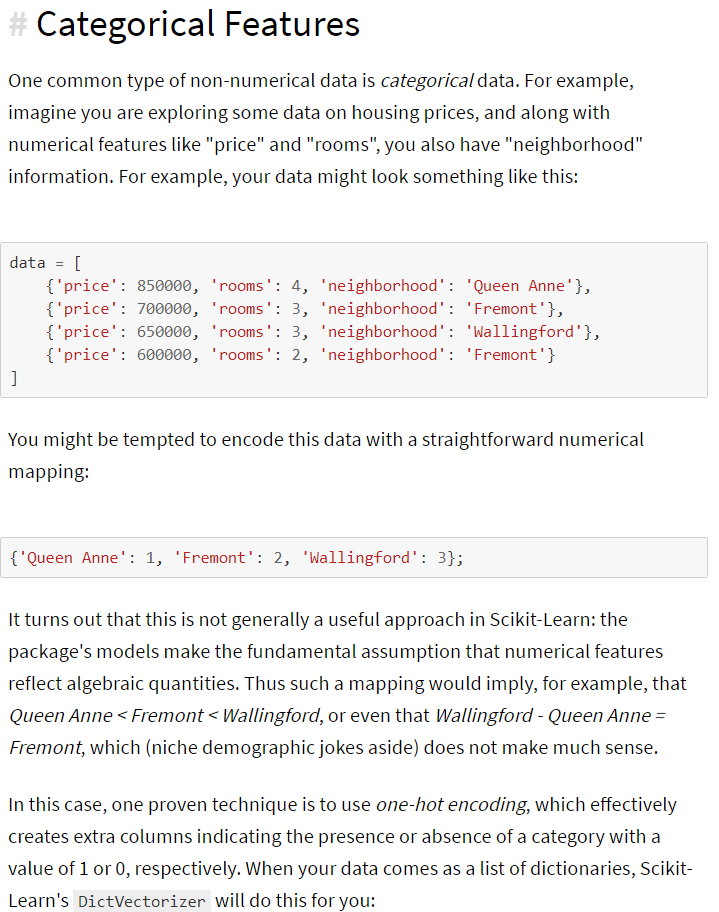 # Categorical Features
One common type of non-numerical data is categorical data. For example,
imagine you are exploring some data on housing prices, and along with
numerical features like "price" and "rooms", you also have "neighborhood"
information. For example, your data might look something like this:
data = [
    {'price': 850000, 'rooms': 4, 'neighborhood': 'Queen Anne'},
    {'price': 700000, 'rooms': 3, 'neighborhood': 'Fremont'},
    {'price': 650000, 'rooms': 3, 'neighborhood': 'Wallingford'},
    {'price': 600000, 'rooms': 2, 'neighborhood': 'Fremont'}
]
You might be tempted to encode this data with a straightforward numerical
mapping:
{'Queen Anne': 1, 'Fremont': 2, 'Wallingford': 3};
It turns out that this is not generally a useful approach in Scikit-Learn: the
package's models make the fundamental assumption that numerical features
reflect algebraic quantities. Thus such a mapping would imply, for example, that
Queen Anne < Fremont < Wallingford, or even that Wallingford - Queen Anne =
Fremont, which (niche demographic jokes aside) does not make much sense.
In this case, one proven technique is to use one-hot encoding, which effectively
creates extra columns indicating the presence or absence of a category with a
value of 1 or 0, respectively. When your data comes as a list of dictionaries, Scikit-
Learn's DictVectorizer will do this for you: